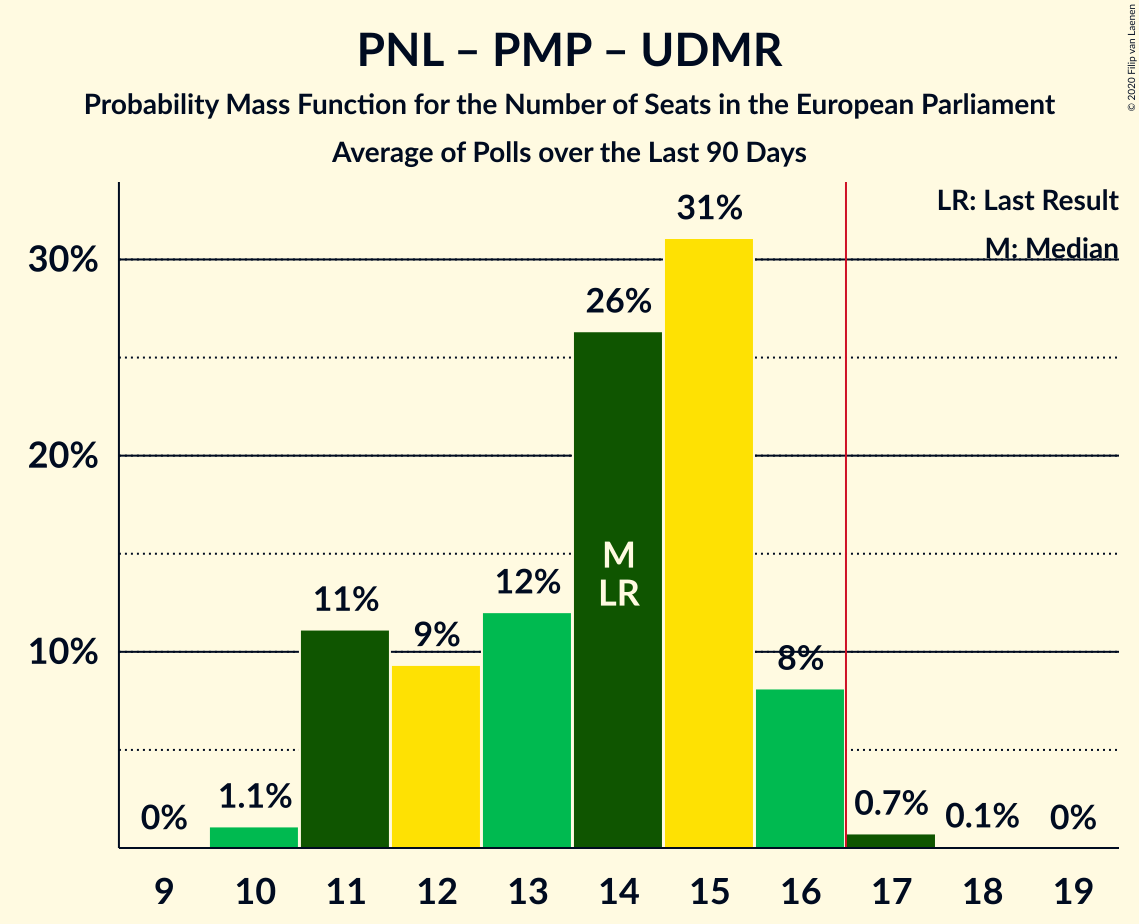 PNL – PMP – UDMR
Probability Mass Function for the Number of Seats in the European Parliament
Average of Polls over the Last 90 Days
© 2020 Filip van Laenen
LR: Last Result
M: Median
30%
20%
10%
0%
1.1%
11%
9%
12%
26%
31%
8%
0.7%
0.1%
0%
M
LR
9 10 11 12 13 14 15 16 17 18 19